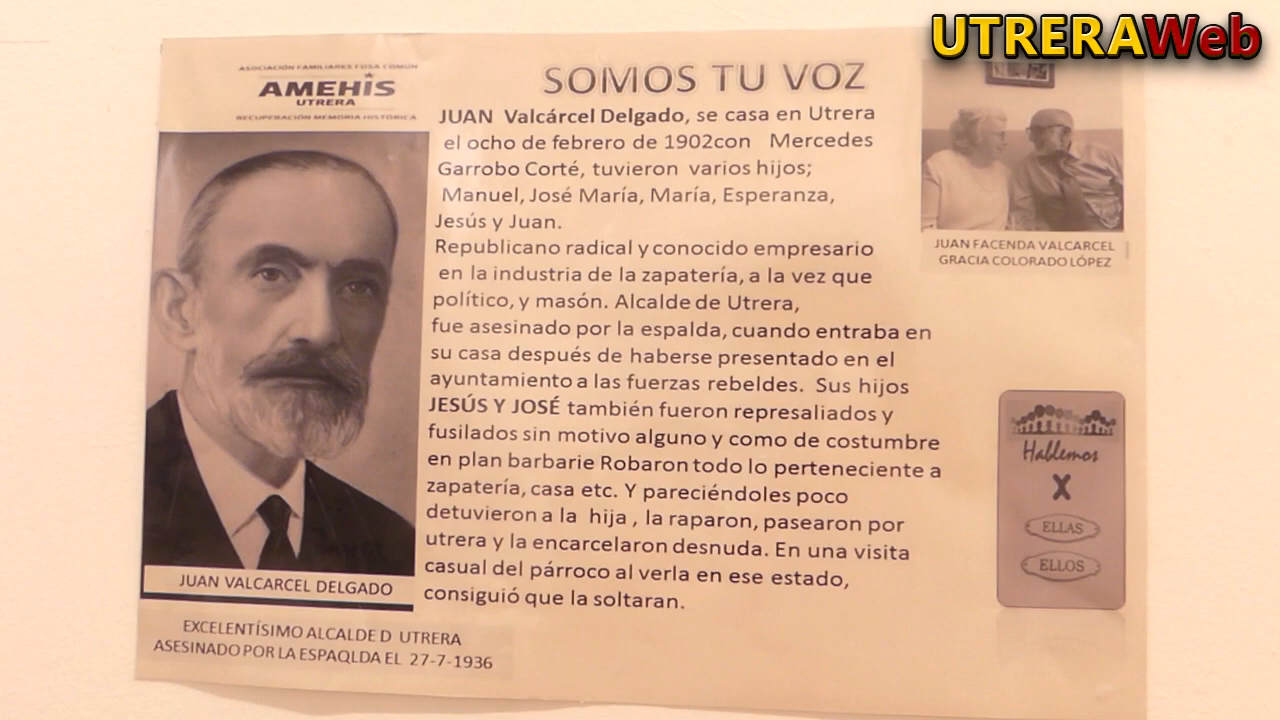 UTRERAWeb
ASOCIACIÓN FAMILIARES FOSA COMÚN
AMEHIS
UTRERA
RECUPERACIÓN MEMORIA HISTÓRICA
SOMOS TU VOZ
JUAN Valcárcel Delgado, se casa en Utrera
el ocho de febrero de 1902con Mercedes
Garrobo Corté, tuvieron varios hijos;
Manuel, José María, María, Esperanza,
Jesús y Juan.
Republicano radical y conocido empresario
en la industria de la zapatería, a la vez que
político, y masón. Alcalde de Utrera,
fue asesinado por la espalda, cuando entraba en
su casa después de haberse presentado en el
ayuntamiento a las fuerzas rebeldes. Sus hijos
JESÚS Y JOSÉ también fueron represaliados y
fusilados sin motivo alguno y como de costumbre
en plan barbarie Robaron todo lo perteneciente a
zapatería, casa etc. Y pareciéndoles poco
detuvieron a la hija , la raparon, pasearon por
utrera y la encarcelaron desnuda. En una visita
casual del párroco al verla en ese estado,
consiguió que la soltaran.
JUAN VALCARCEL DELGADO
EXCELENTÍSIMO ALCALDE D UTRERA
ASESINADO POR LA ESPAQLDA EL 27-7-1936
JUAN FACENDA VALCARCEL
GRACIA COLORADO LÓPEZ
Hablemos
X
ELLAS
ELLOS